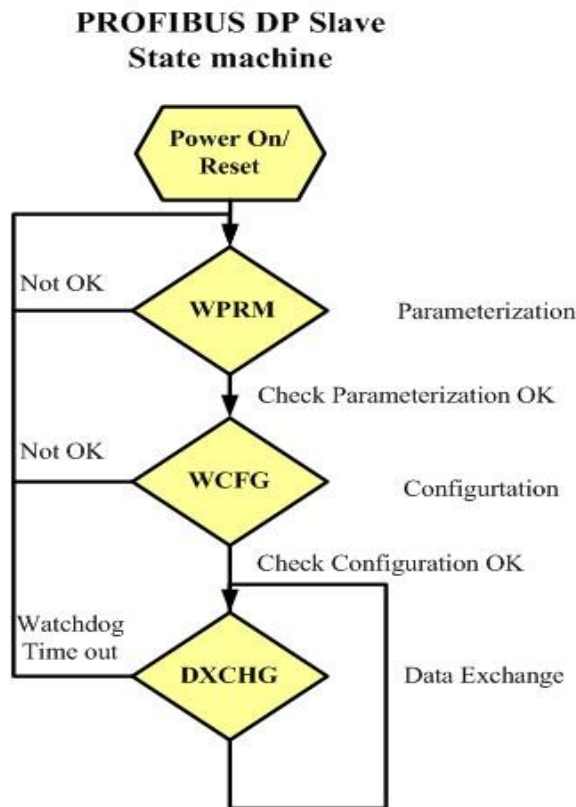 PROFIBUS DP Slave
State machine
Power On/
Reset
Not OK
WPRM
Parameterization
Check Parameterization OK
Not OK
WCFG
Configurtation
Check Configuration OK
Watchdog
Time out
DXCHG
Data Exchange